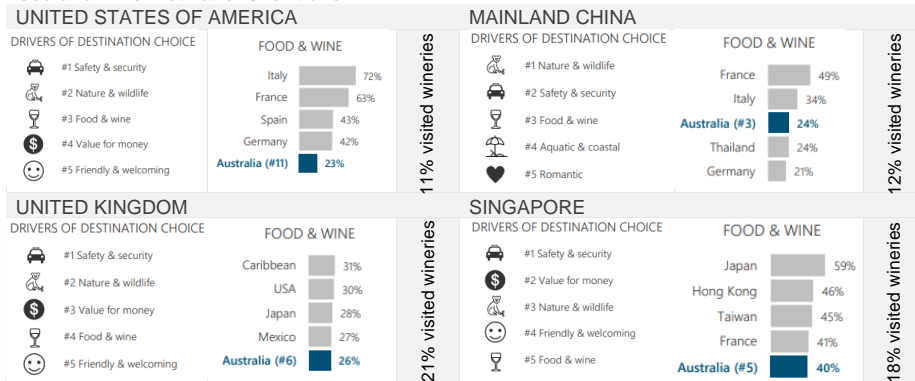 UNITED STATES OF AMERICA
DRIVERS OF DESTINATION CHOICE
#1 Safety & security
#2 Nature & wildlife
#3 Food & wine
#4 Value for money
#5 Friendly & welcoming
FOOD & WINE
Italy 72%
France 63%
Spain 43%
Germany 42%
Australia (#11) 23%
11% visited wineries
MAINLAND CHINA
DRIVERS OF DESTINATION CHOICE
#1 Nature & wildlife
#2 Safety & security
#3 Food & wine
#4 Aquatic & coastal
#5 Romantic
FOOD & WINE
France 49%
Italy 34%
Australia (#3) 24%
Thailand 24%
Germany 21%
12% visited wineries
UNITED KINGDOM
DRIVERS OF DESTINATION CHOICE
#1 Safety & security
#2 Nature & wildlife
$ #3 Value for money
#4 Food & wine
#5 Friendly & welcoming
FOOD & WINE
Caribbean 31%
USA 30%
Japan 28%
Mexico 27%
Australia (#6) 26%
21% visited wineries
SINGAPORE
DRIVERS OF DESTINATION CHOICE
#1 Safety & security
$ #2 Value for money
#3 Nature & wildlife
#4 Friendly & welcoming
#5 Food & wine
FOOD & WINE
Japan 59%
Hong Kong 46%
Taiwan 45%
France 41%
Australia (#5) 40%
18% visited wineries